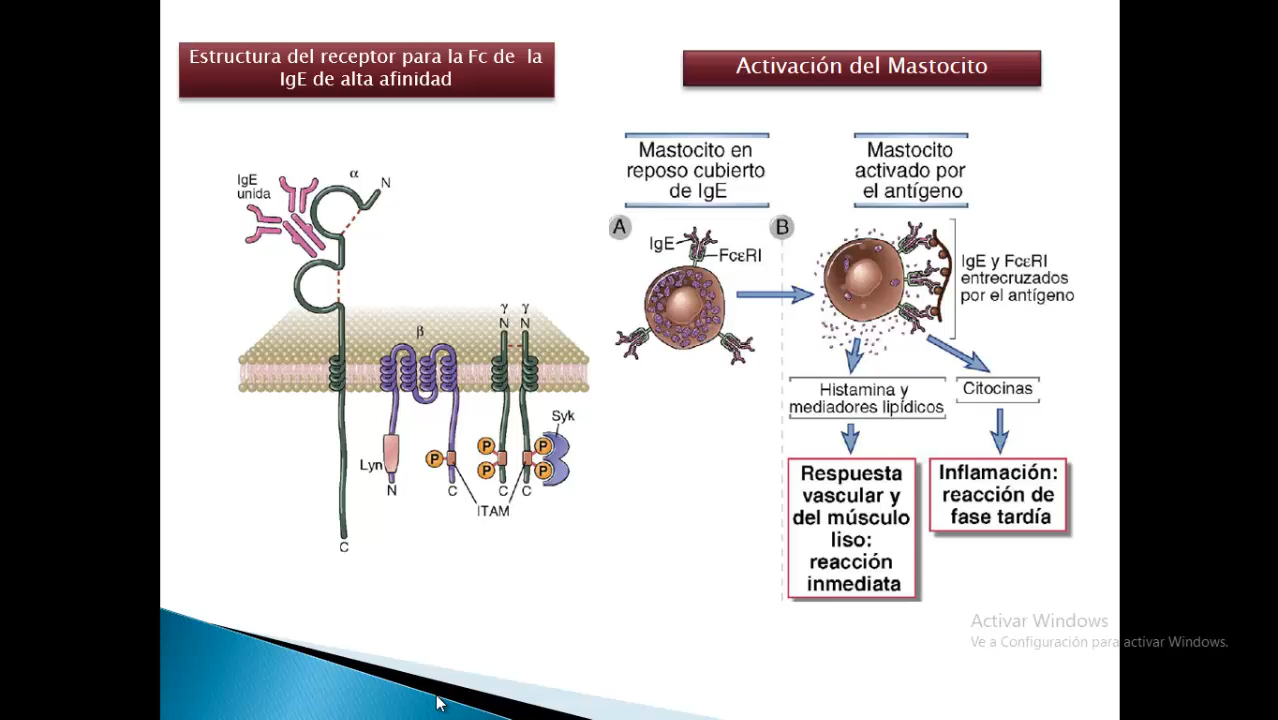 Estructura del receptor para la Fc de la
IgE de alta afinidad
Activación del Mastocito
IgE
unida
α
N
β
γ
γ
N
N
Lyn
N
P
C
P
P
C
P
P
C
Syk
ITAM
C
Mastocito en
reposo cubierto
de IgE
Mastocito
activado por
el antígeno
A
B
IgE
FcεRI
IgE y FcεRI
entrecruzados
por el antígeno
Histamina y
mediadores lipídicos
Citocinas
Respuesta
vascular y
del músculo
liso:
reacción
inmediata
Inflamación:
reacción de
fase tardía
Activar Windows
Ve a Configuración para activar Windows.